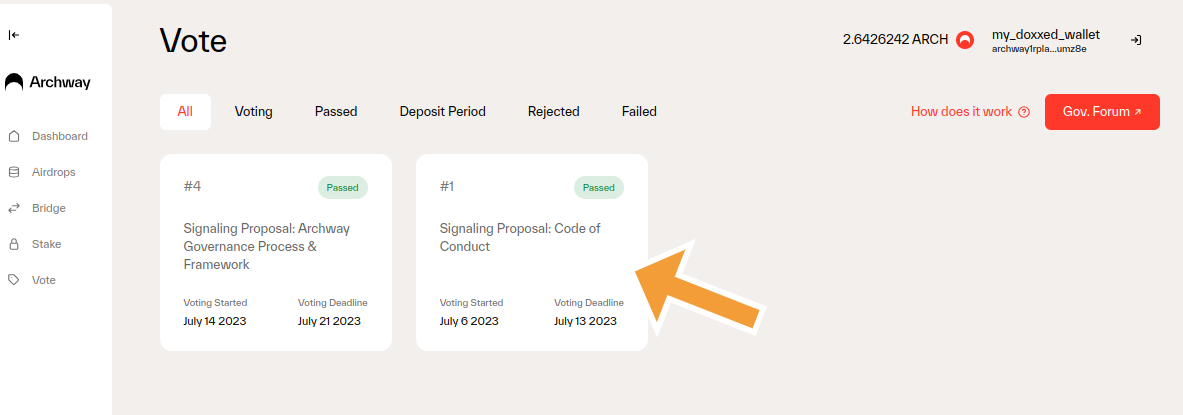 Vote
2.6426242 ARCH
my_doxxed_wallet
archway1rpla...umz8e
Archway
Dashboard
Airdrops
Bridge
Stake
Vote
All
Voting
Passed
Deposit Period
Rejected
Failed
How does it work
Gov. Forum
#4
Passed
Signaling Proposal: Archway
Governance Process &
Framework
Voting Started
Voting Deadline
July 14 2023
July 21 2023
#1
Passed
Signaling Proposal: Code of
Conduct
Voting Started
Voting Deadline
July 6 2023
July 13 2023